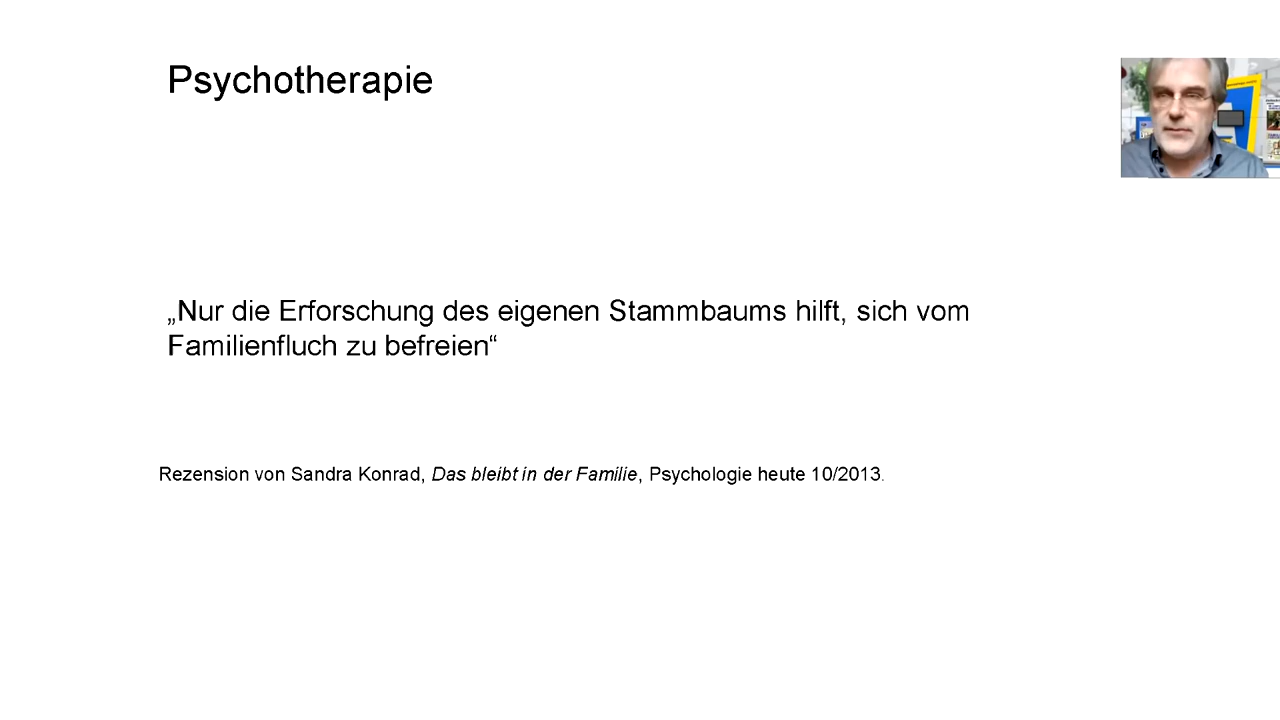 Psychotherapie
„Nur die Erforschung des eigenen Stammbaums hilft, sich vom
Familienfluch zu befreien“
Rezension von Sandra Konrad, Das bleibt in der Familie, Psychologie heute 10/2013.